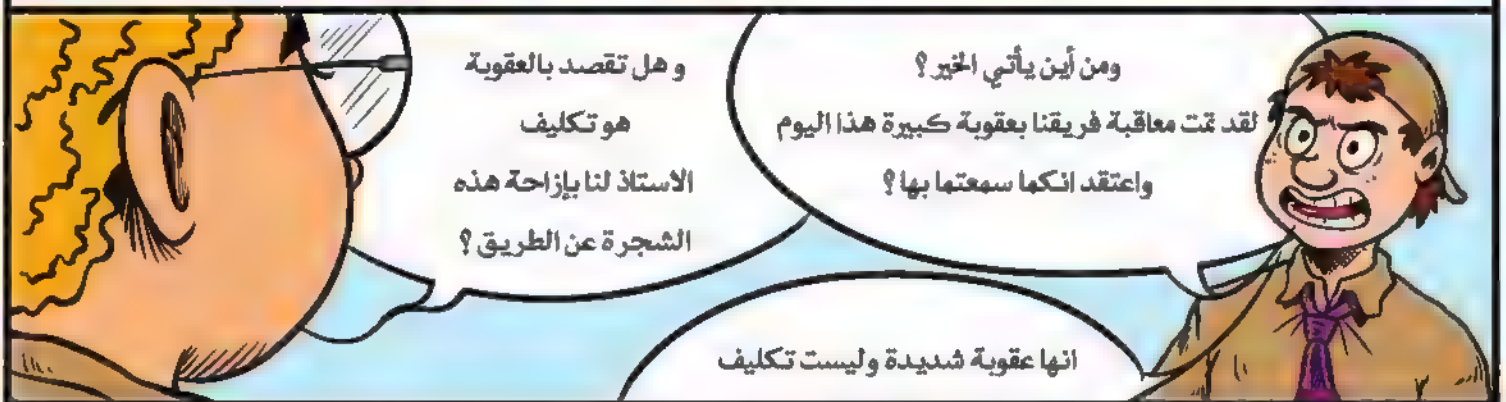 ومن أين يأتي الخير؟
لقد تمت معاقبة فريقنا بعقوبة كبيرة هذا اليوم
واعتقد انكما سمعتما بها؟
و هل تقصد بالعقوبة
هو تكليف
الاستاذ لنا بإزاحة هذه
الشجرة عن الطريق؟
انها عقوبة شديدة وليست تكليف